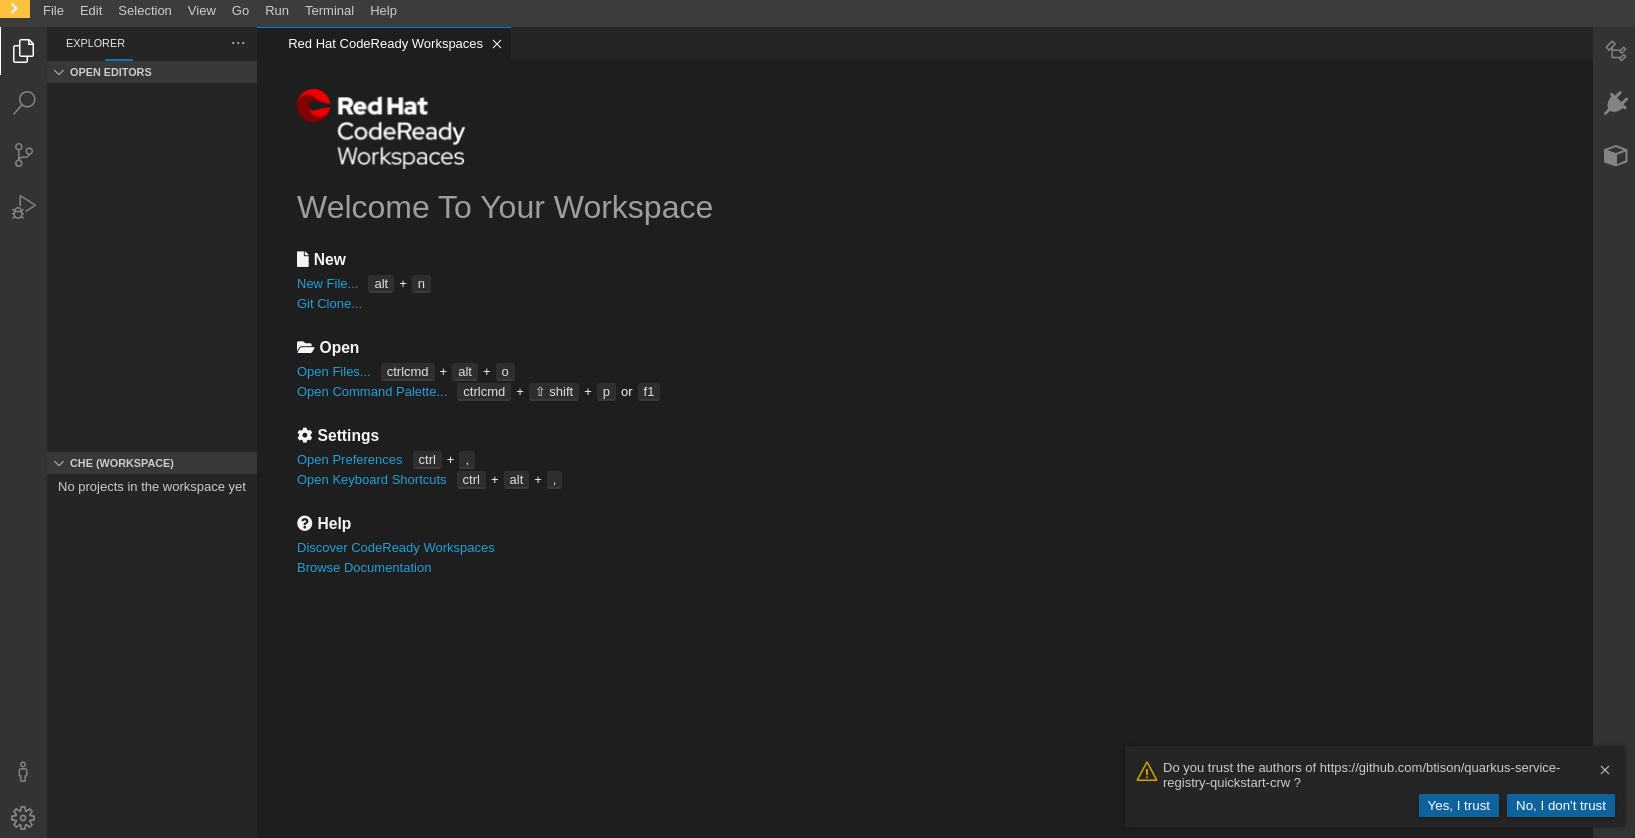 File Edit Selection View Go Run Terminal Help
EXPLORER
Red Hat CodeReady Workspaces
OPEN EDITORS
Red Hat
CodeReady
Workspaces
Welcome To Your Workspace
New
New File... alt + n
Git Clone...
Open
Open Files... ctrlcmd + alt + o
Open Command Palette... ctrlcmd + ⇧ shift + p or f1
Settings
Open Preferences ctrl + ,
Open Keyboard Shortcuts ctrl + alt + ,
Help
Discover CodeReady Workspaces
Browse Documentation
CHE (WORKSPACE)
No projects in the workspace yet
Do you trust the authors of https://github.com/btison/quarkus-service-
registry-quickstart-crw ?
Yes, I trust No, I don't trust